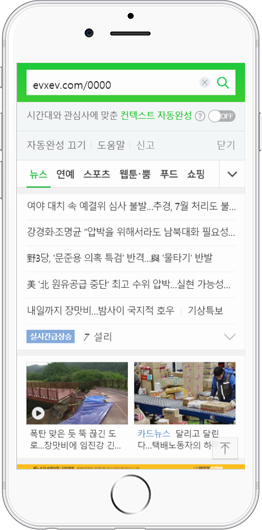 evxev.com/0000
시간대와 관심사에 맞춘 컨텍스트 자동완성 ? OFF
자동완성 끄기 도움말 신고 닫기
뉴스 연예 스포츠 웹툰·뿜 푸드 쇼핑
여야 대치 속 예결위 심사 불발...추경, 7월 처리도 불...
강경화·조명균 "압박을 위해서라도 남북대화 필요성...
野3당, '문준용 의혹 특검' 반격...與 '물타기' 반발
美 '北 원유공급 중단' 최고 수위 압박...실현 가능성...
내일까지 장맛비...밤사이 국지적 호우 기상특보
실시간급상승 7 설리
폭탄 맞은 듯 뚝 끊긴 도
로...장맛비에 임진강 긴...
카드뉴스 달리고 달린
다...택배노동자의 하